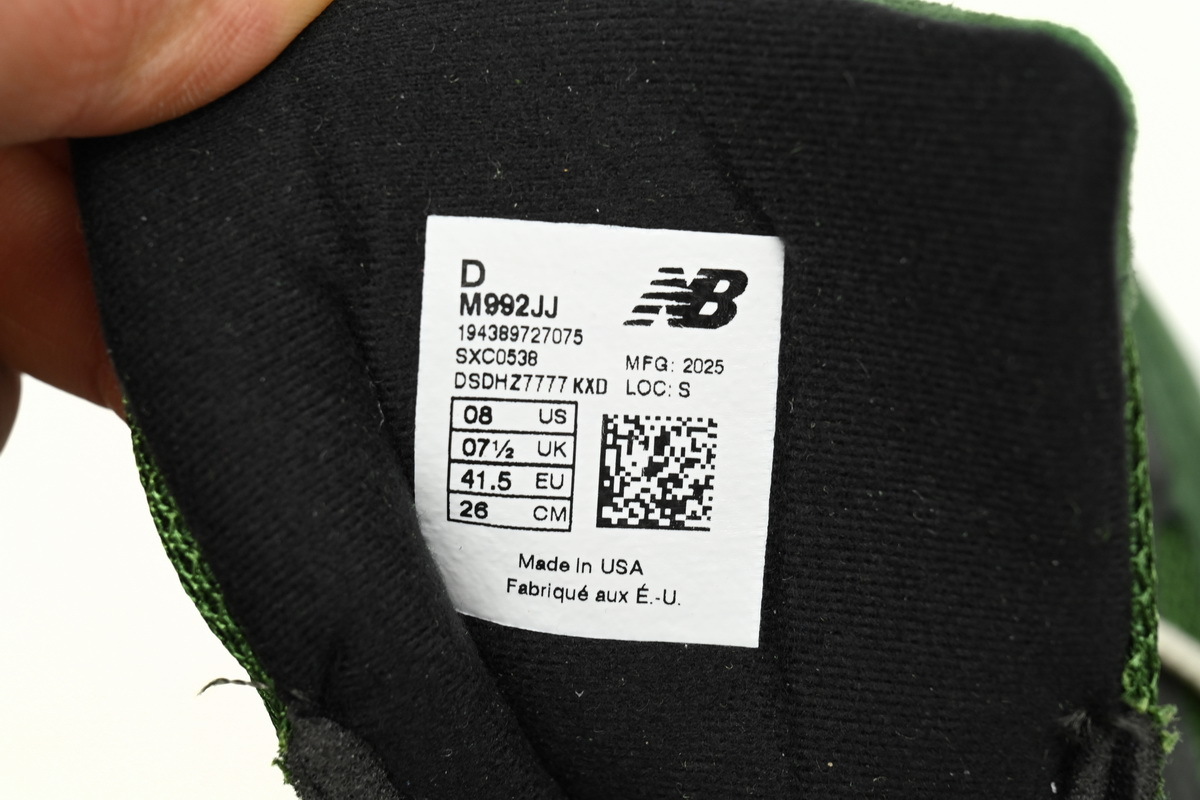 D
M992JJ
194389727075
SXC0538
DSDHZ7777 KXD
NB
MFG: 2025
LOC: S
08 US
07½ UK
41.5 EU
26 CM
Made In USA
Fabriqué aux É.-U.